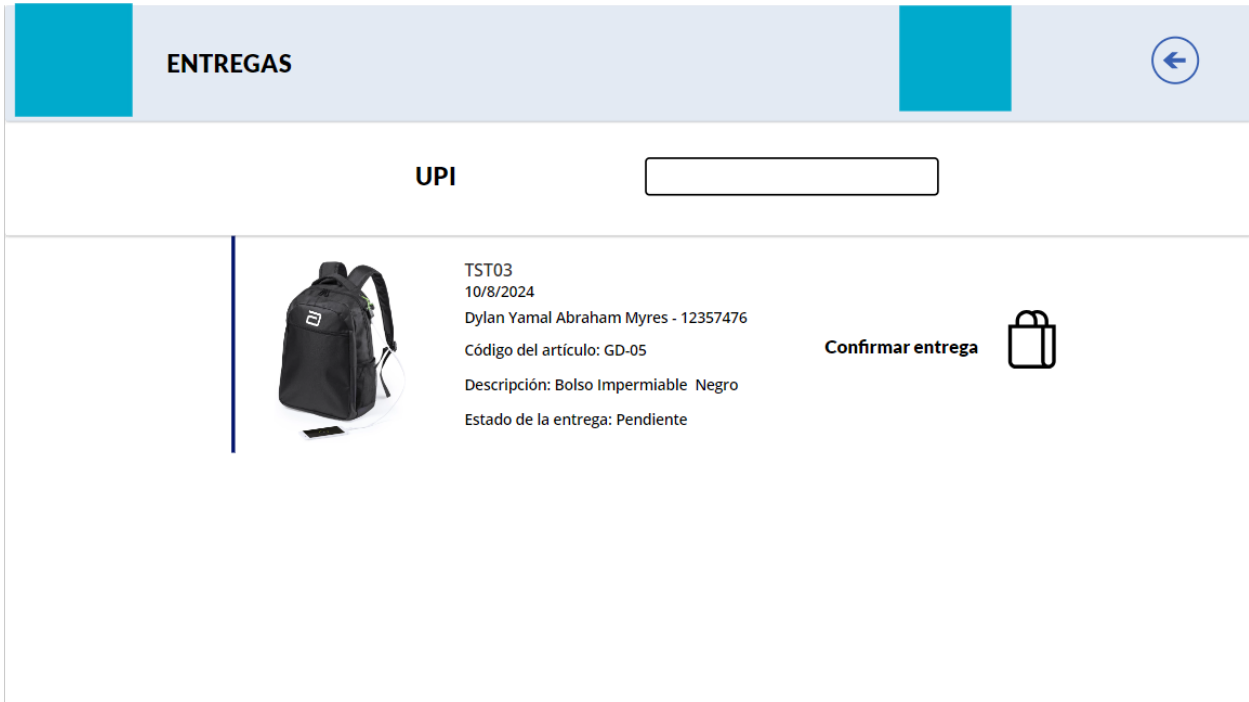 ENTREGAS
UPI
TST03
10/8/2024
Dylan Yamal Abraham Myres - 12357476
Código del artículo: GD-05
Descripción: Bolso Impermiable  Negro
Estado de la entrega: Pendiente
Confirmar entrega